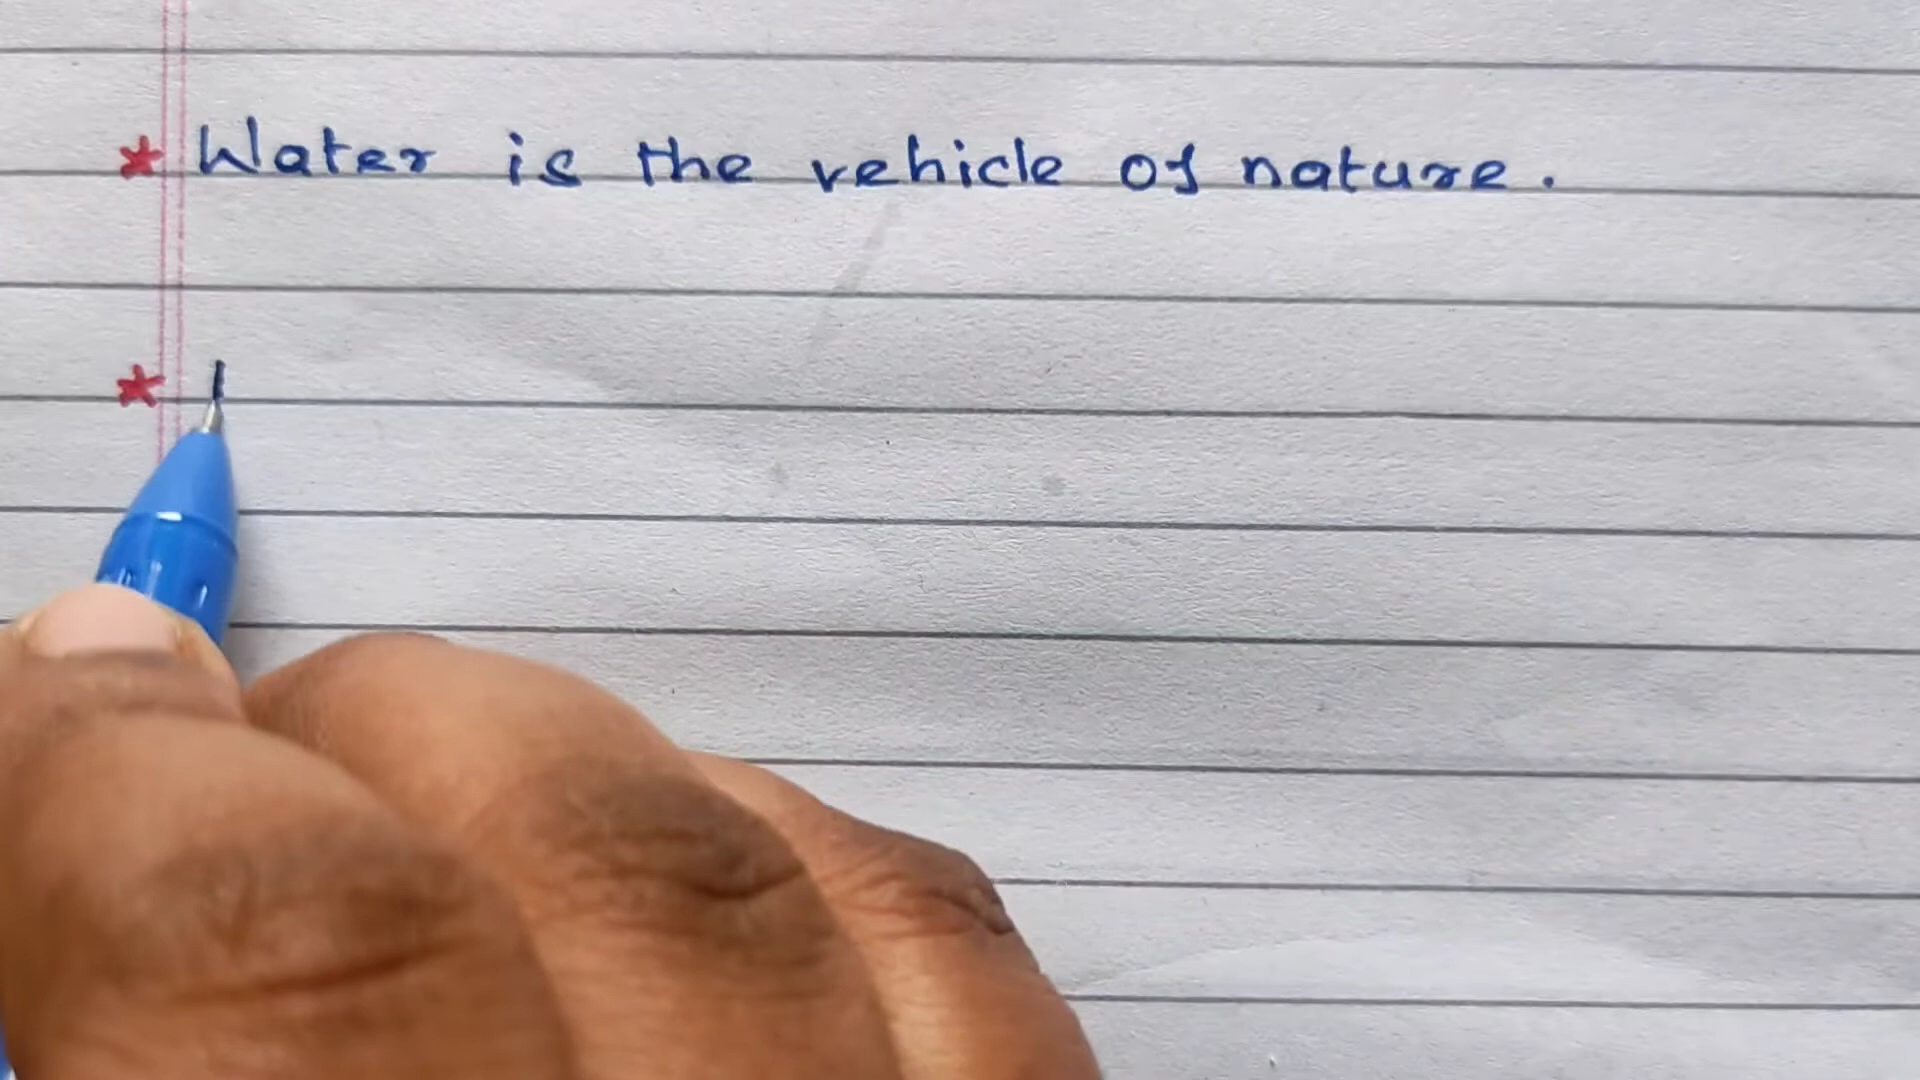 * Water is the vehicle of nature.
*